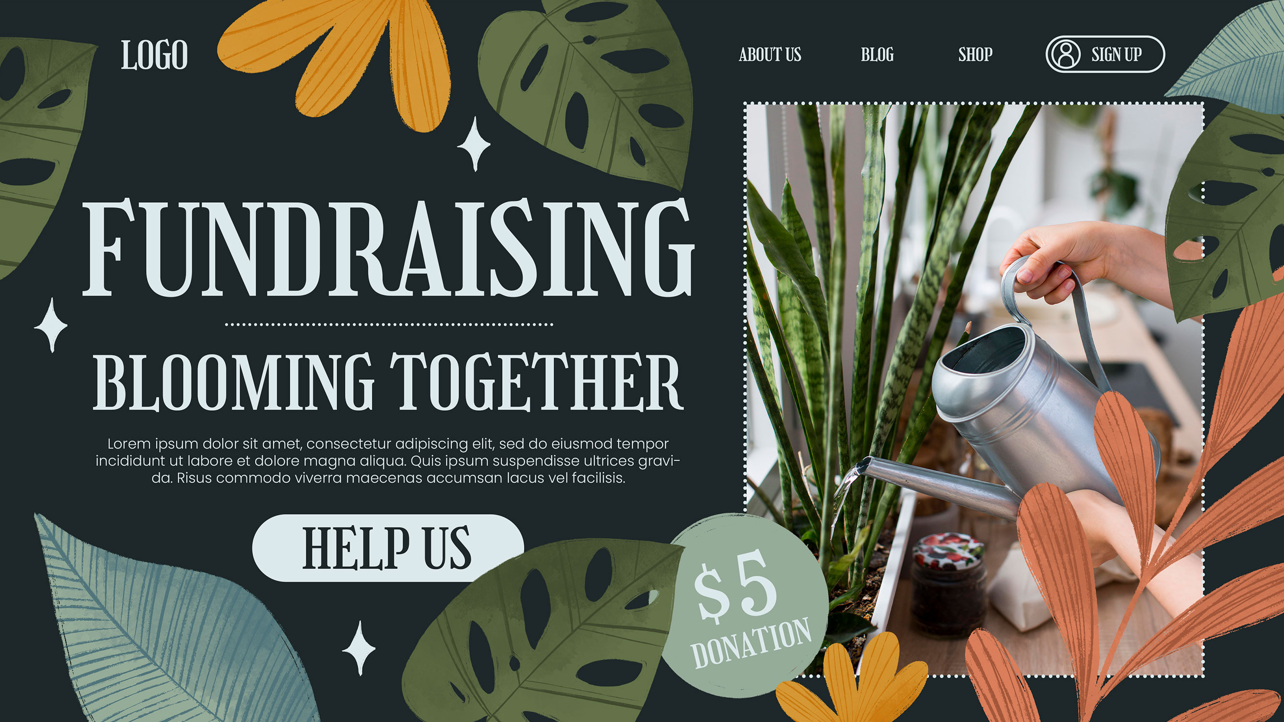 LOGO
ABOUT US
BLOG
SHOP
SIGN UP
FUNDRAISING
BLOOMING TOGETHER
Lorem ipsum dolor sit amet, consectetur adipiscing elit, sed do eiusmod tempor
incididunt ut labore et dolore magna aliqua. Quis ipsum suspendisse ultrices gravi-
da. Risus commodo viverra maecenas accumsan lacus vel facilisis.
HELP US
$5
DONATION